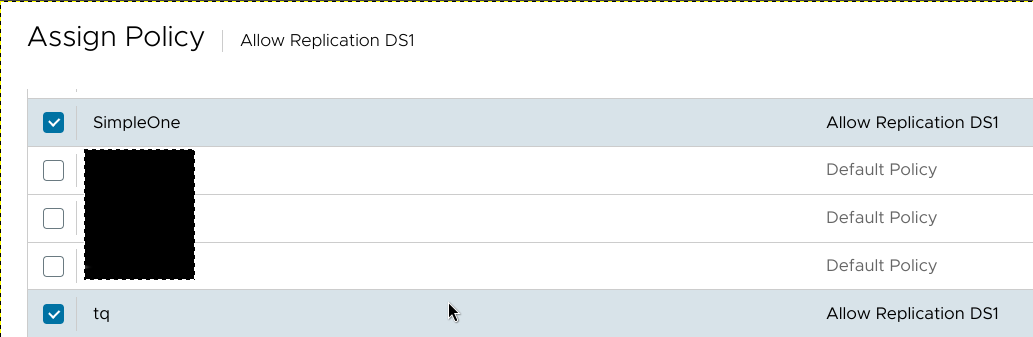 Assign Policy Allow Replication DS1
SimpleOne Allow Replication DS1
Default Policy
Default Policy
Default Policy
tq Allow Replication DS1